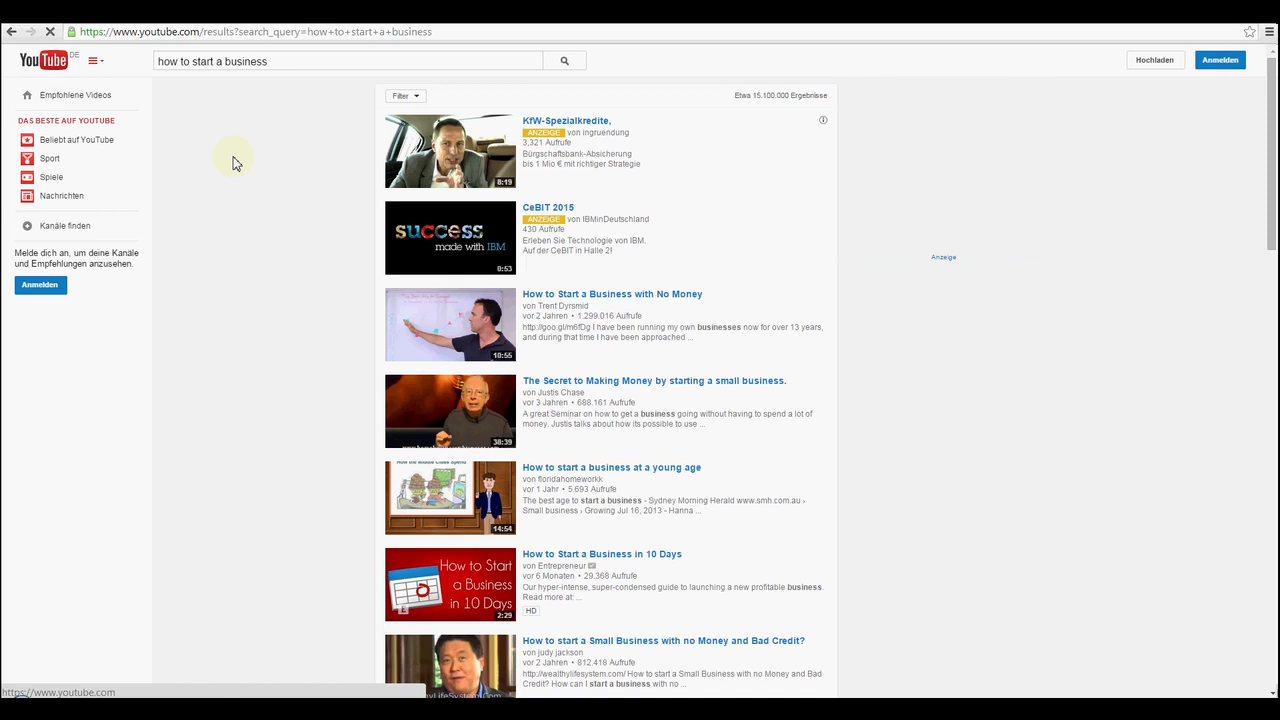 https://www.youtube.com/results?search_query=how+to+start+a+business
YouTube DE
how to start a business
Hochladen
Anmelden
Empfohlene Videos
DAS BESTE AUF YOUTUBE
Beliebt auf YouTube
Sport
Spiele
Nachrichten
Kanäle finden
Melde dich an, um deine Kanäle
und Empfehlungen anzusehen.
Anmelden
Filter
Etwa 15.100.000 Ergebnisse
KfW-Spezialkredite,
ANZEIGE von ingruendung
3,321 Aufrufe
Bürgschaftsbank-Absicherung
bis 1 Mio € mit richtiger Strategie
8:19
CeBIT 2015
ANZEIGE von IBMinDeutschland
430 Aufrufe
Erleben Sie Technologie von IBM.
Auf der CeBIT in Halle 2!
success
made with IBM
0:53
Anzeige
How to Start a Business with No Money
von Trent Dyrsmid
vor 2 Jahren • 1.299.016 Aufrufe
http://goo.gl/m6fDg I have been running my own businesses now for over 13 years,
and during that time I have been approached ...
10:55
The Secret to Making Money by starting a small business.
von Justis Chase
vor 3 Jahren • 688.161 Aufrufe
A great Seminar on how to get a business going without having to spend a lot of
money. Justis talks about how its possible to use ...
38:39
How to start a business at a young age
von floridahomeworkk
vor 1 Jahr • 5.693 Aufrufe
The best age to start a business - Sydney Morning Herald www.smh.com.au ›
Small business › Growing Jul 16, 2013 - Hanna ...
14:54
How to Start a Business in 10 Days
von Entrepreneur
vor 6 Monaten • 29.368 Aufrufe
Our hyper-intense, super-condensed guide to launching a new profitable business.
Read more at: ...
HD
How to Start
a Business
in 10 Days
2:29
How to start a Small Business with no Money and Bad Credit?
von judy jackson
vor 2 Jahren • 812.418 Aufrufe
http://wealthylifesystem.com/ How to start a Small Business with no Money and Bad
Credit? How can I start a business with no ...
https://www.youtube.com